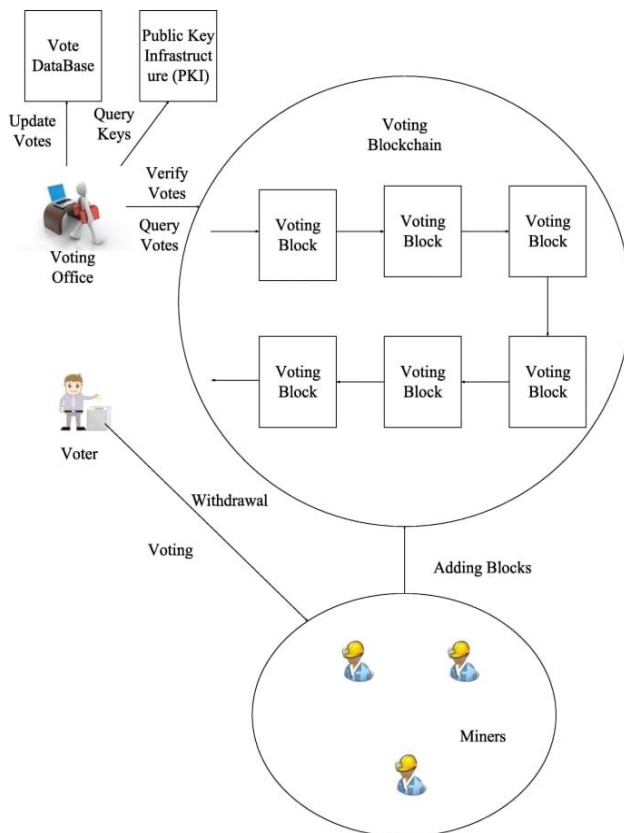 Vote
DataBase
Public Key
Infrastruct
ure (PKI)
Update
Votes
Query
Keys
Voting
Blockchain
Verify
Votes
Query
Votes
Voting
Office
Voting
Block
Voting
Block
Voting
Block
Voting
Block
Voting
Block
Voting
Block
Voter
Withdrawal
Voting
Adding Blocks
Miners